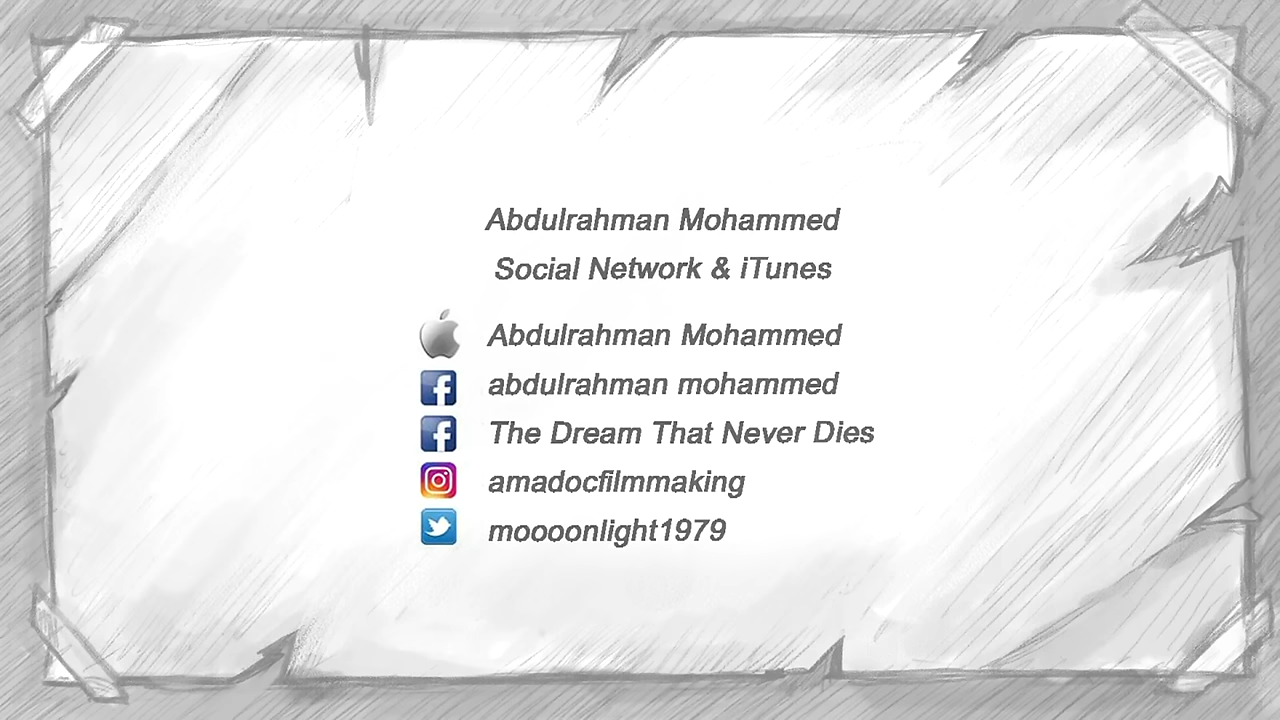 Abdulrahman Mohammed
Social Network & iTunes
Abdulrahman Mohammed
abdulrahman mohammed
The Dream That Never Dies
amadocfilmmaking
moooonlight1979